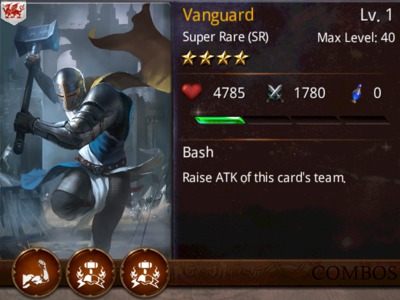 Vanguard Lv. 1
Super Rare (SR) Max Level: 40
4785 1780 0
Bash
Raise ATK of this card's team.
COMBOS